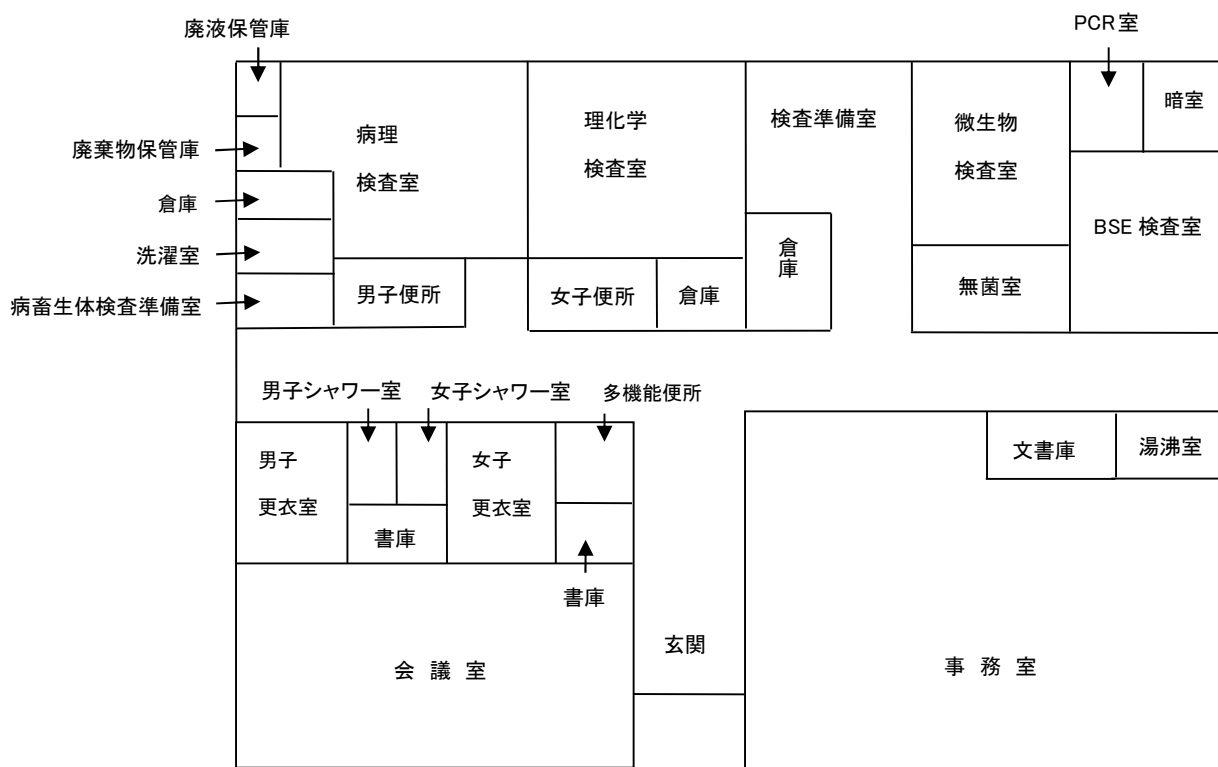 廃液保管庫
PCR室
廃棄物保管庫
倉庫
洗濯室
病畜生体検査準備室
病理
検査室
理化学
検査室
検査準備室
微生物
検査室
暗室
BSE 検査室
倉庫
無菌室
男子便所
女子便所
倉庫
男子シャワー室
女子シャワー室
多機能便所
男子
更衣室
書庫
女子
更衣室
書庫
文書庫
湯沸室
会 議 室
玄関
事 務 室